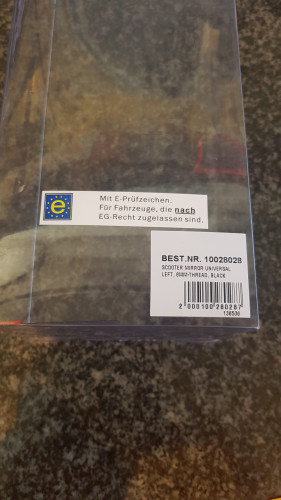 e
Mit E-Prüfzeichen.
Für Fahrzeuge, die nach
EG-Recht zugelassen sind.
BEST.NR. 10028028
SCOOTER MIRROR UNIVERSAL
LEFT, 8MM-THREAD, BLACK
2 000100 280287
138536